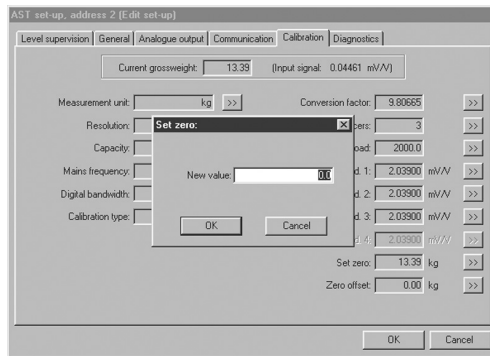 AST set-up, address 2 (Edit set-up)
Level supervision General Analogue output Communication Calibration Diagnostics
Current grossweight: 13.39 (Input signal: 0.04461 mV/V)
Measurement unit: kg >> Conversion factor: 9.80665 >>
Resolution: Set zero: cers: 3 >>
Capacity: oad: 2000.0 >>
Mains frequency: d. 1: 2.03900 mV/V >>
New value: 0.0
Digital bandwidth: d. 2: 2.03900 mV/V >>
Calibration type: d. 3: 2.03900 mV/V >>
OK Cancel
d. 4: 2.03900 mV/V >>
Set zero: 13.39 kg >>
Zero offset: 0.00 kg >>
OK Cancel